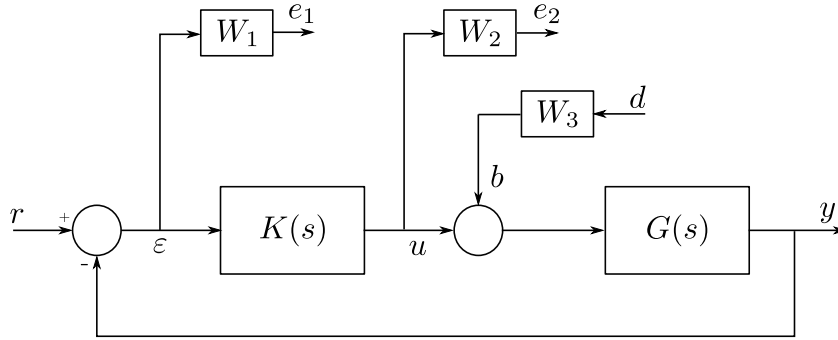 W₁
e₁
W₂
e₂
W₃
d
b
r
+
-
ε
K(s)
u
G(s)
y